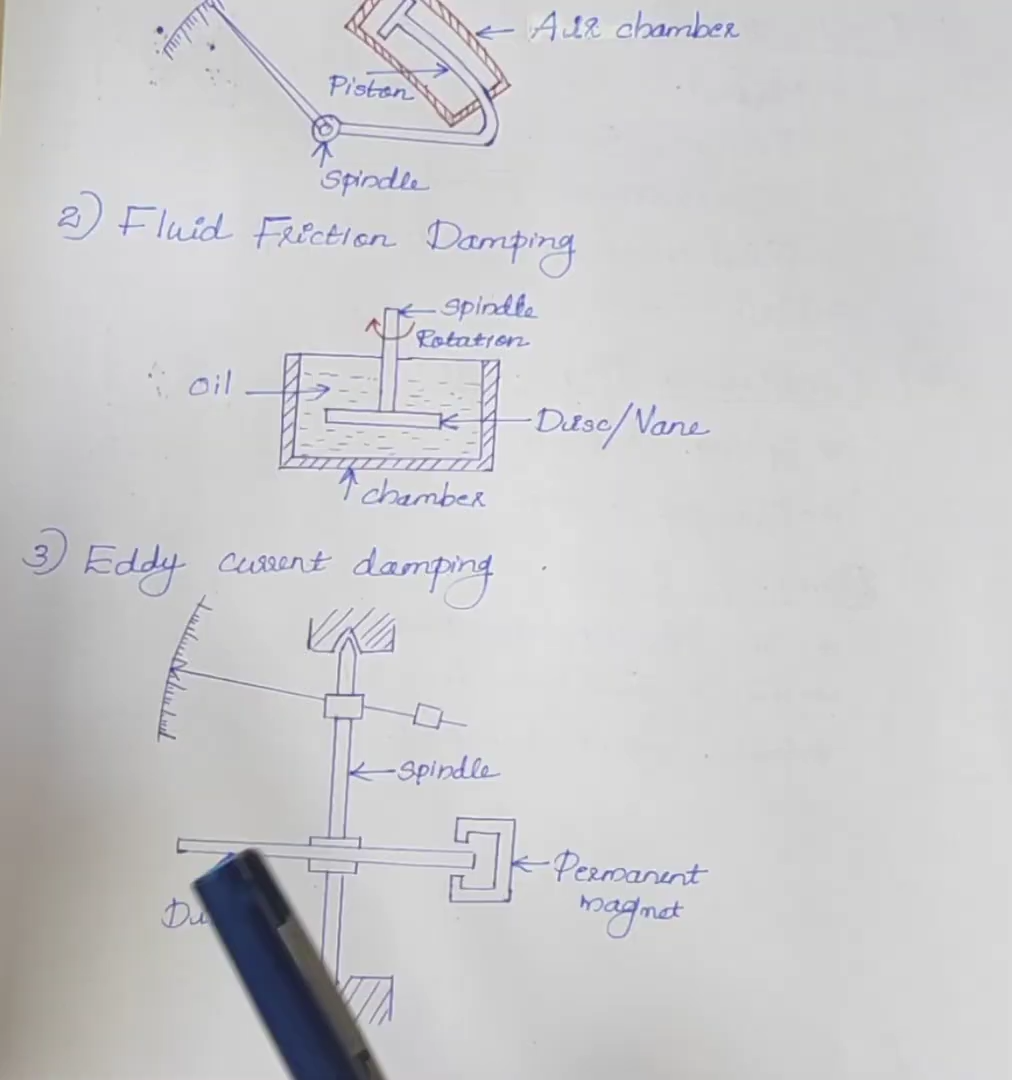 Air chamber
Piston
Spindle
2) Fluid Friction Damping
Spindle
Rotation
Oil
Disc/Vane
chamber
3) Eddy current damping
Spindle
Permanent
magnet